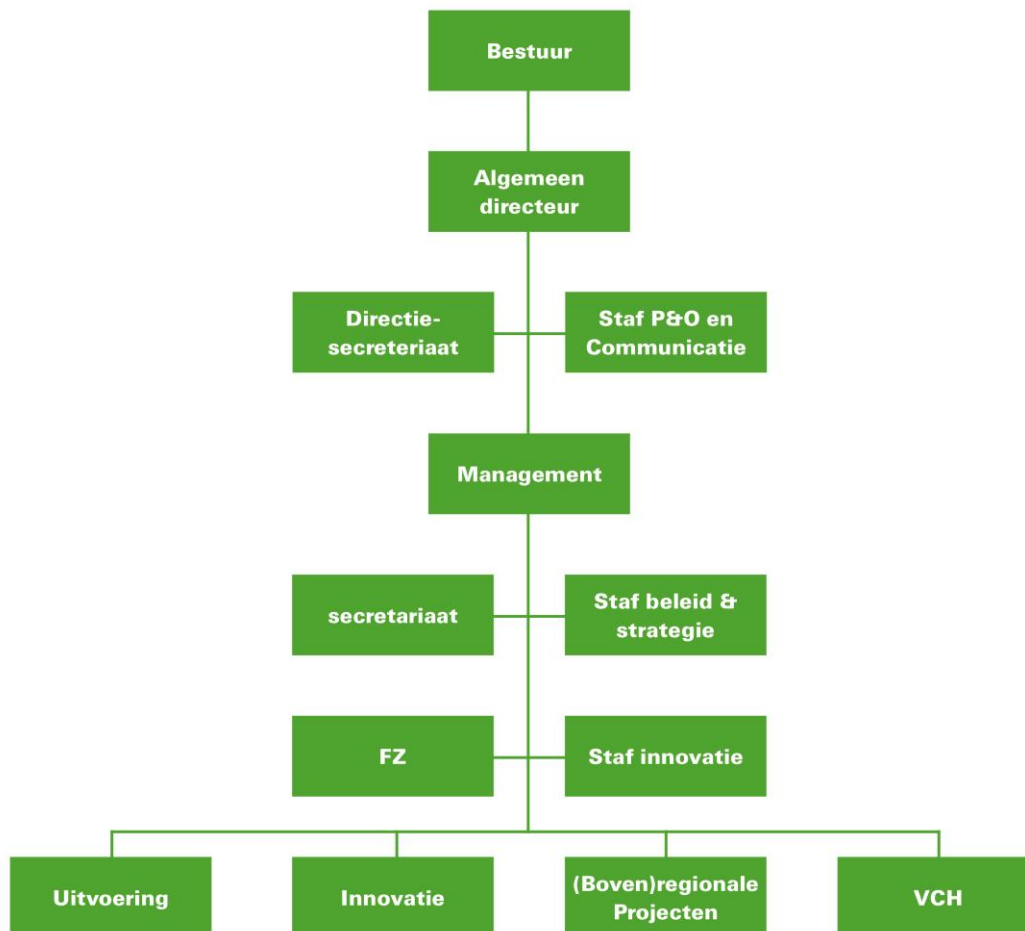 Bestuur
Algemeen
directeur
Directie-
secreteriaat
Staf P&O en
Communicatie
Management
secretariaat
Staf beleid &
strategie
FZ
Staf innovatie
Uitvoering
Innovatie
(Boven)regionale
Projecten
VCH